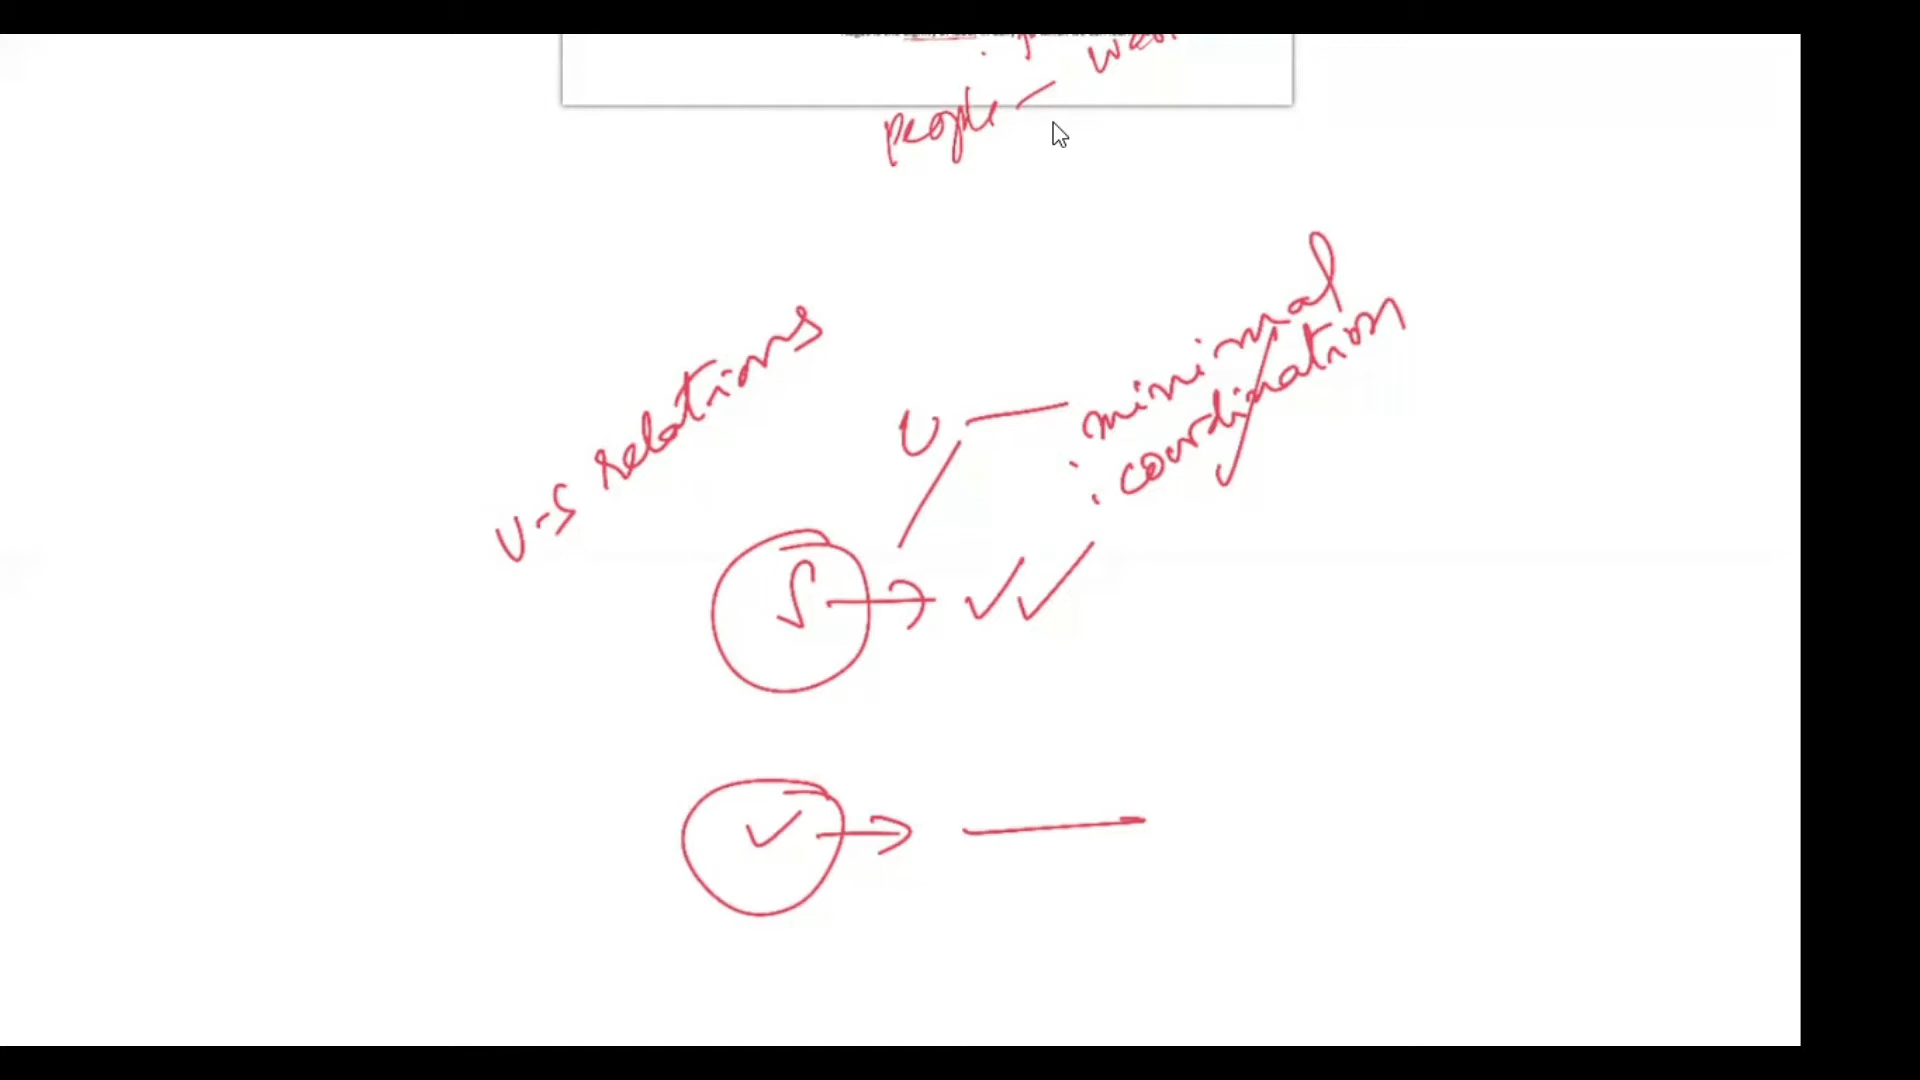 people –
U-S relations
U — minimal
coordination
S